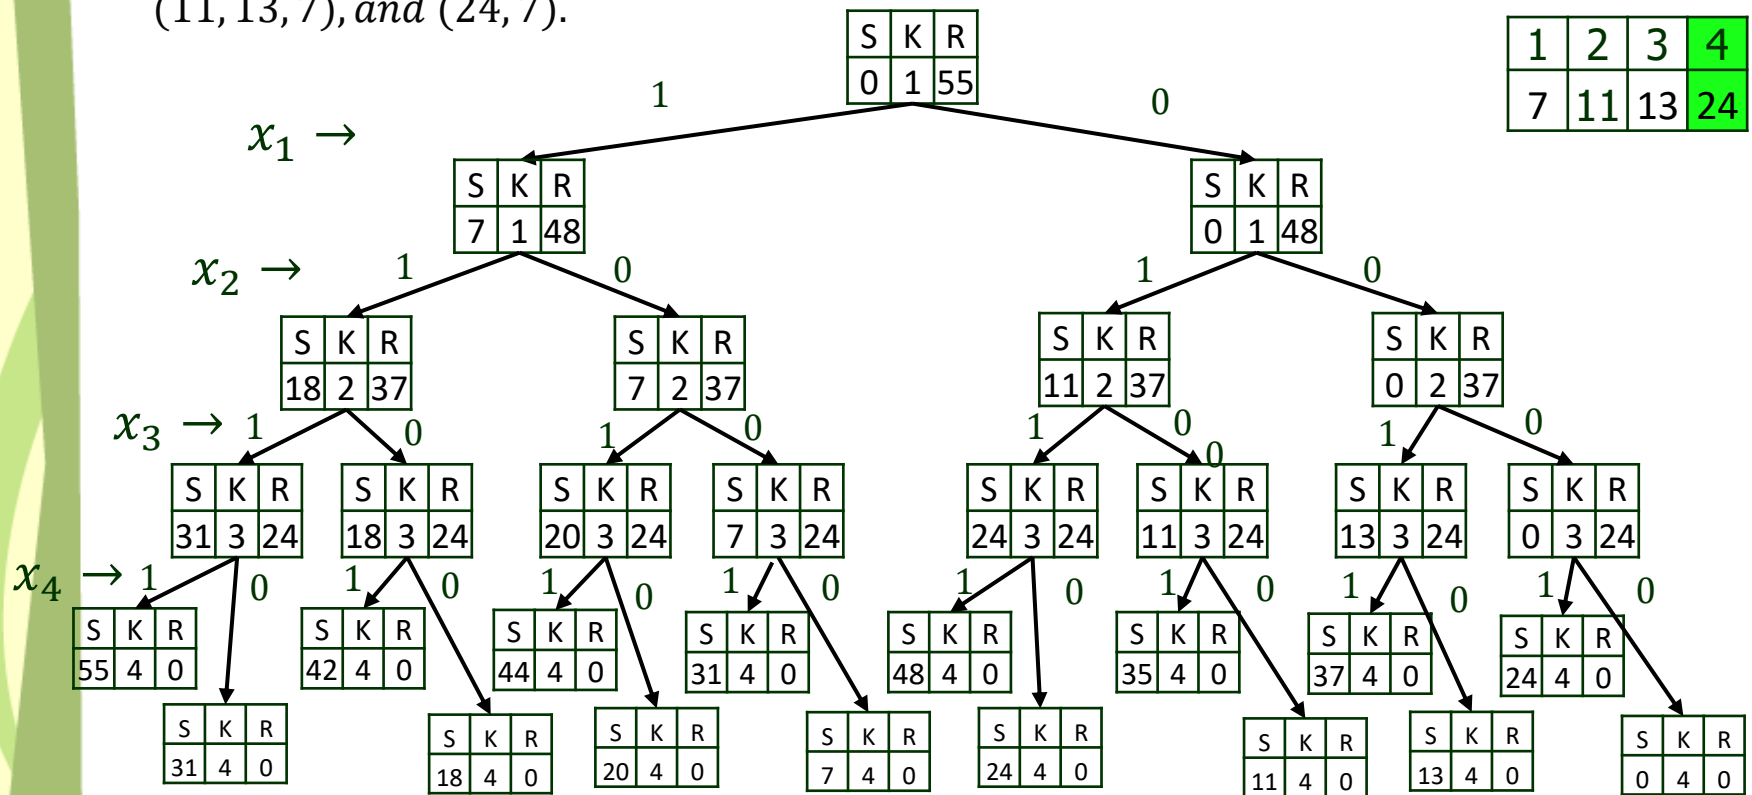 (11, 13, 7), and (24, 7).
S K R
0 1 55
1 2 3 4
7 11 13 24
1 0
x₁ →
S K R S K R
7 1 48 0 1 48
x₂ → 1 0 1 0
S K R S K R S K R S K R
18 2 37 7 2 37 11 2 37 0 2 37
x₃ → 1 0 1 0 1 0 0 1 0
S K R S K R S K R S K R S K R S K R S K R S K R
31 3 24 18 3 24 20 3 24 7 3 24 24 3 24 11 3 24 13 3 24 0 3 24
x₄ → 1 0 1 0 1 0 1 0 1 0 1 0 1 0 1 0
S K R S K R S K R S K R S K R S K R S K R S K R
55 4 0 42 4 0 44 4 0 31 4 0 48 4 0 35 4 0 37 4 0 24 4 0
S K R S K R S K R S K R S K R S K R S K R S K R
31 4 0 18 4 0 20 4 0 7 4 0 24 4 0 11 4 0 13 4 0 0 4 0